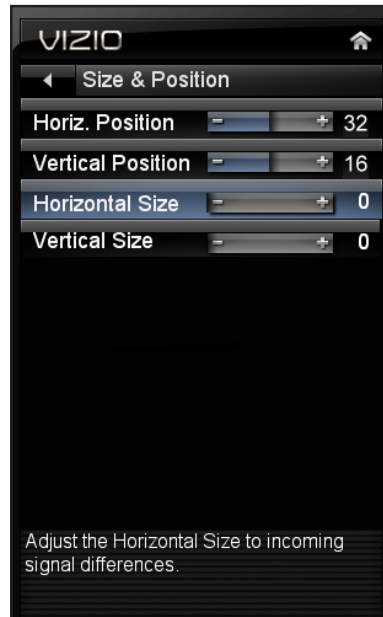 VIZIO
Size & Position
Horiz. Position - + 32
Vertical Position - + 16
Horizontal Size - + 0
Vertical Size - + 0
Adjust the Horizontal Size to incoming
signal differences.